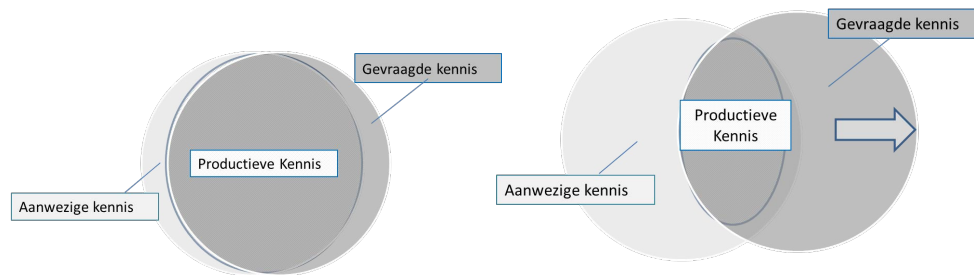 Gevraagde kennis
Productieve Kennis
Aanwezige kennis
Gevraagde kennis
Productieve
Kennis
Aanwezige kennis